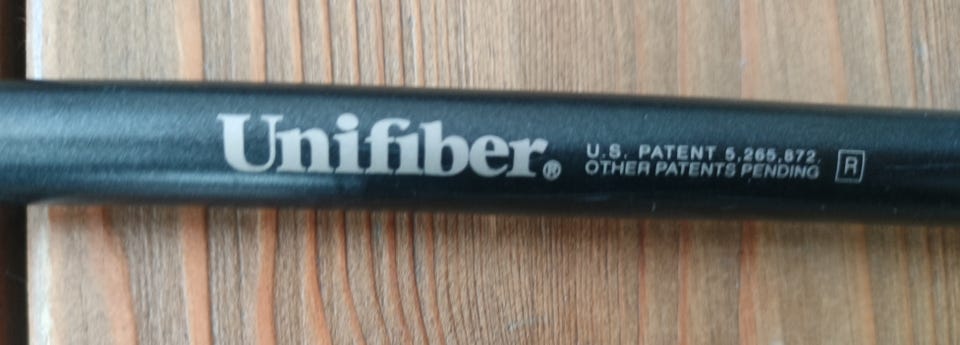 Unifiber®
U.S. PATENT 5,265,872.
OTHER PATENTS PENDING
R